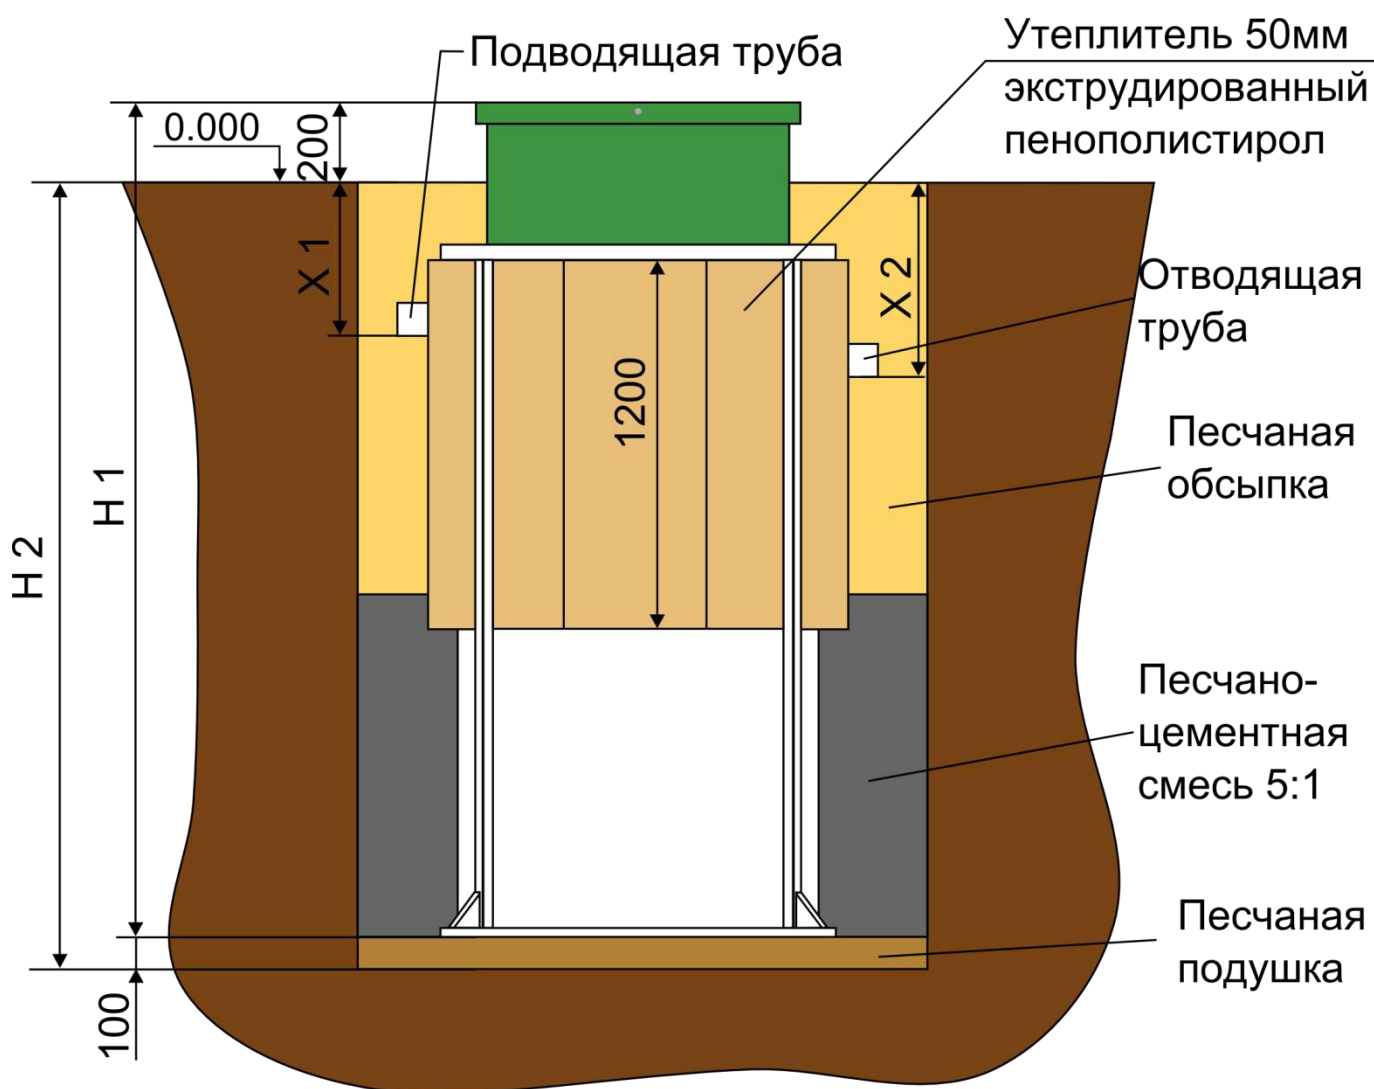 Подводящая труба
Утеплитель 50мм
экструдированный
пенополистирол
0.000
200
X 1
X 2
H 1
H 2
1200
100
Отводящая
труба
Песчаная
обсыпка
Песчано-
цементная
смесь 5:1
Песчаная
подушка